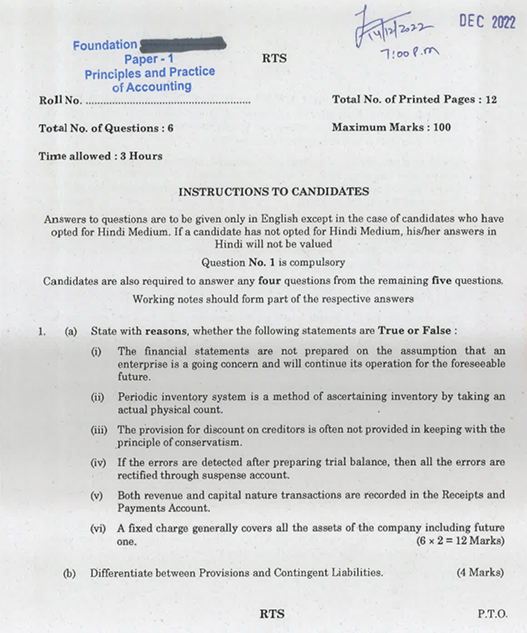 14/12/2022
DEC 2022
7:00 P.m
Foundation
Paper - 1
Principles and Practice
of Accounting
RTS
Roll No. ........................................................
Total No. of Printed Pages : 12
Total No. of Questions : 6
Maximum Marks : 100
Time allowed : 3 Hours
INSTRUCTIONS TO CANDIDATES
Answers to questions are to be given only in English except in the case of candidates who have
opted for Hindi Medium. If a candidate has not opted for Hindi Medium, his/her answers in
Hindi will not be valued
Question No. 1 is compulsory
Candidates are also required to answer any four questions from the remaining five questions.
Working notes should form part of the respective answers
1. (a) State with reasons, whether the following statements are True or False :
(i) The financial statements are not prepared on the assumption that an
enterprise is a going concern and will continue its operation for the foreseeable
future.
(ii) Periodic inventory system is a method of ascertaining inventory by taking an
actual physical count.
(iii) The provision for discount on creditors is often not provided in keeping with the
principle of conservatism.
(iv) If the errors are detected after preparing trial balance, then all the errors are
rectified through suspense account.
(v) Both revenue and capital nature transactions are recorded in the Receipts and
Payments Account.
(vi) A fixed charge generally covers all the assets of the company including future
one. (6 × 2 = 12 Marks)
(b) Differentiate between Provisions and Contingent Liabilities. (4 Marks)
RTS P.T.O.